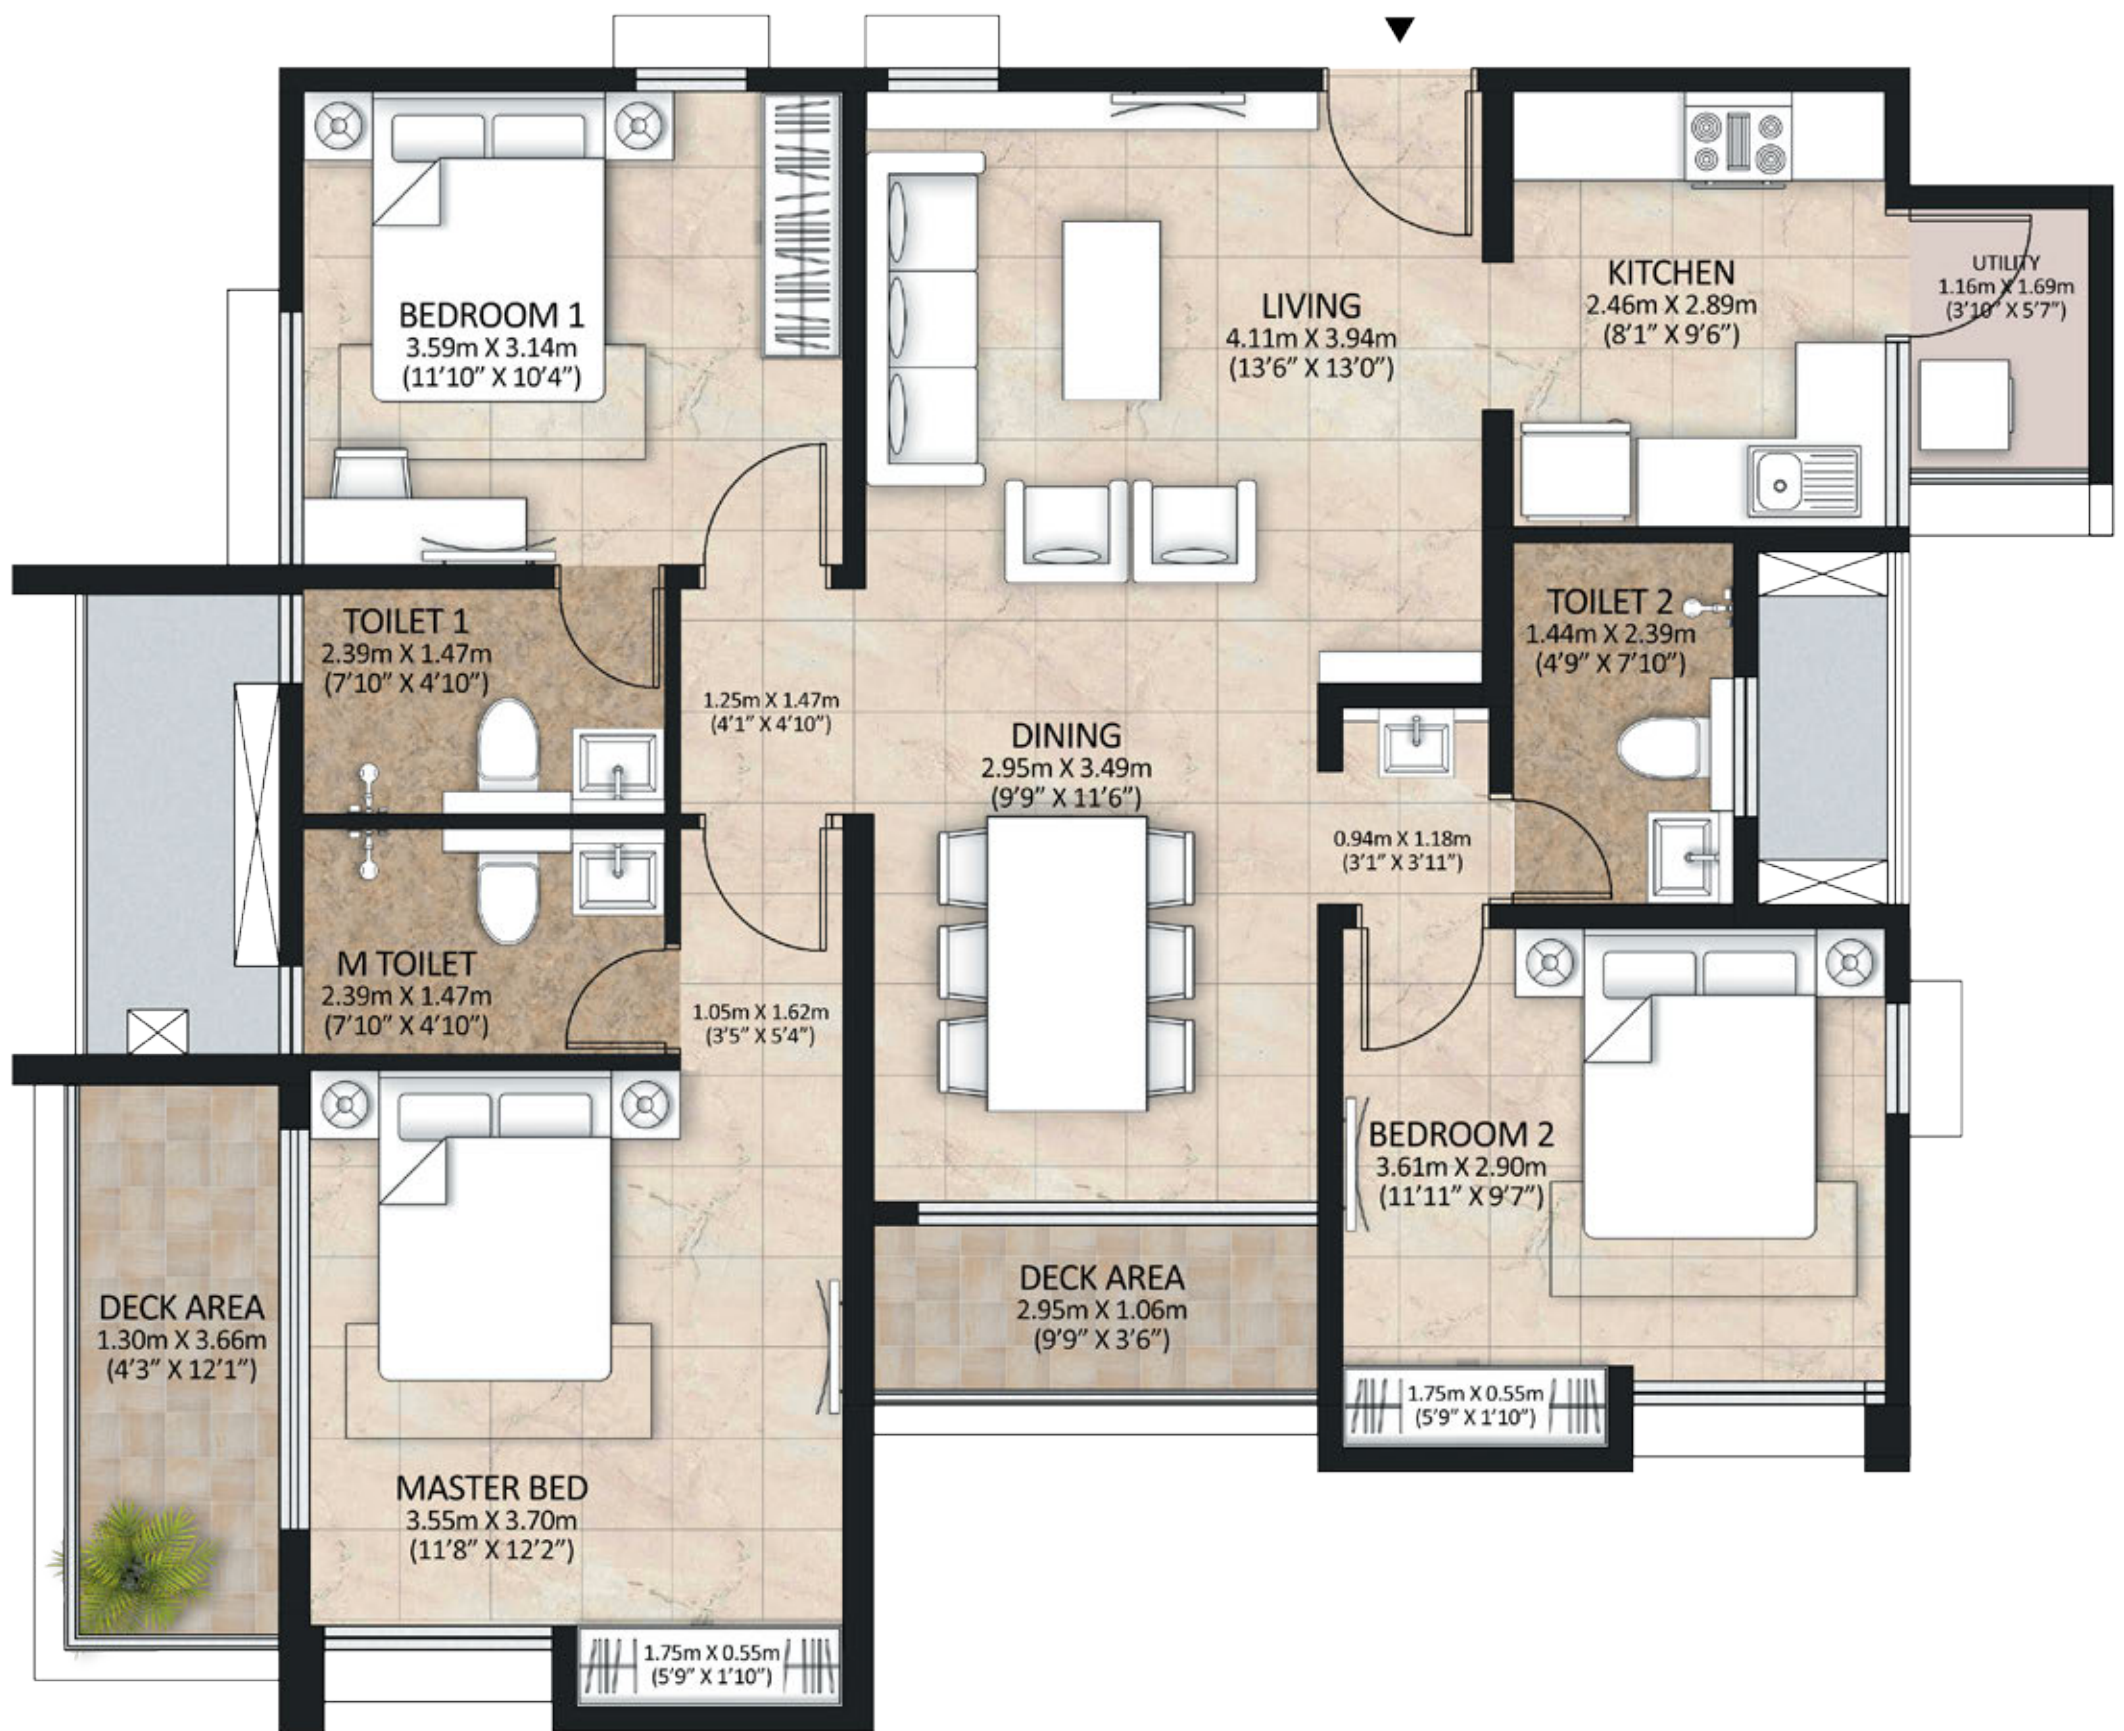 BEDROOM 1
3.59m X 3.14m
(11'10" X 10'4")
LIVING
4.11m X 3.94m
(13'6" X 13'0")
KITCHEN
2.46m X 2.89m
(8'1" X 9'6")
UTILITY
1.16m X 1.69m
(3'10" X 5'7")
TOILET 1
2.39m X 1.47m
(7'10" X 4'10")
1.25m X 1.47m
(4'1" X 4'10")
DINING
2.95m X 3.49m
(9'9" X 11'6")
TOILET 2
1.44m X 2.39m
(4'9" X 7'10")
0.94m X 1.18m
(3'1" X 3'11")
M TOILET
2.39m X 1.47m
(7'10" X 4'10")
1.05m X 1.62m
(3'5" X 5'4")
BEDROOM 2
3.61m X 2.90m
(11'11" X 9'7")
DECK AREA
1.30m X 3.66m
(4'3" X 12'1")
DECK AREA
2.95m X 1.06m
(9'9" X 3'6")
1.75m X 0.55m
(5'9" X 1'10")
MASTER BED
3.55m X 3.70m
(11'8" X 12'2")
1.75m X 0.55m
(5'9" X 1'10")